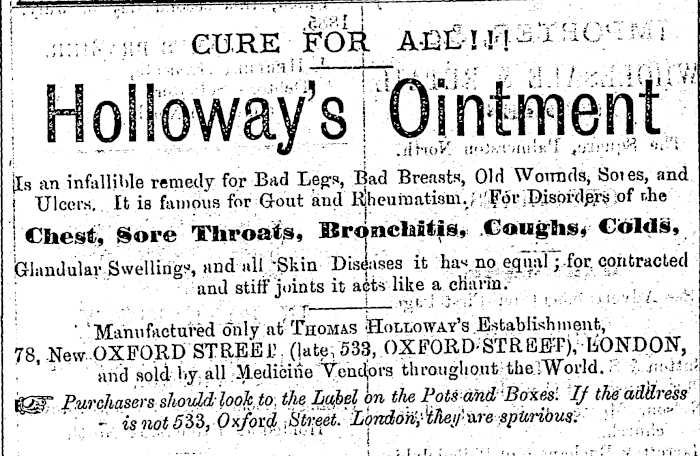 CURE FOR ALL!!!
Holloway's Ointment
Is an infallible remedy for Bad Legs, Bad Breasts, Old Wounds, Sores, and
Ulcers. It is famous for Gout and Rheumatism. For Disorders of the
Chest, Sore Throats, Bronchitis, Coughs, Colds,
Glandular Swellings, and all Skin Diseases it has no equal; for contracted
and stiff joints it acts like a charm.
Manufactured only at THOMAS HOLLOWAY'S Establishment,
78, New OXFORD STREET (late 533, OXFORD STREET), LONDON,
and sold by all Medicine Vendors throughout the World.
☞ Purchasers should look to the Label on the Pots and Boxes. If the address
is not 533, Oxford Street. London, they are spurious.